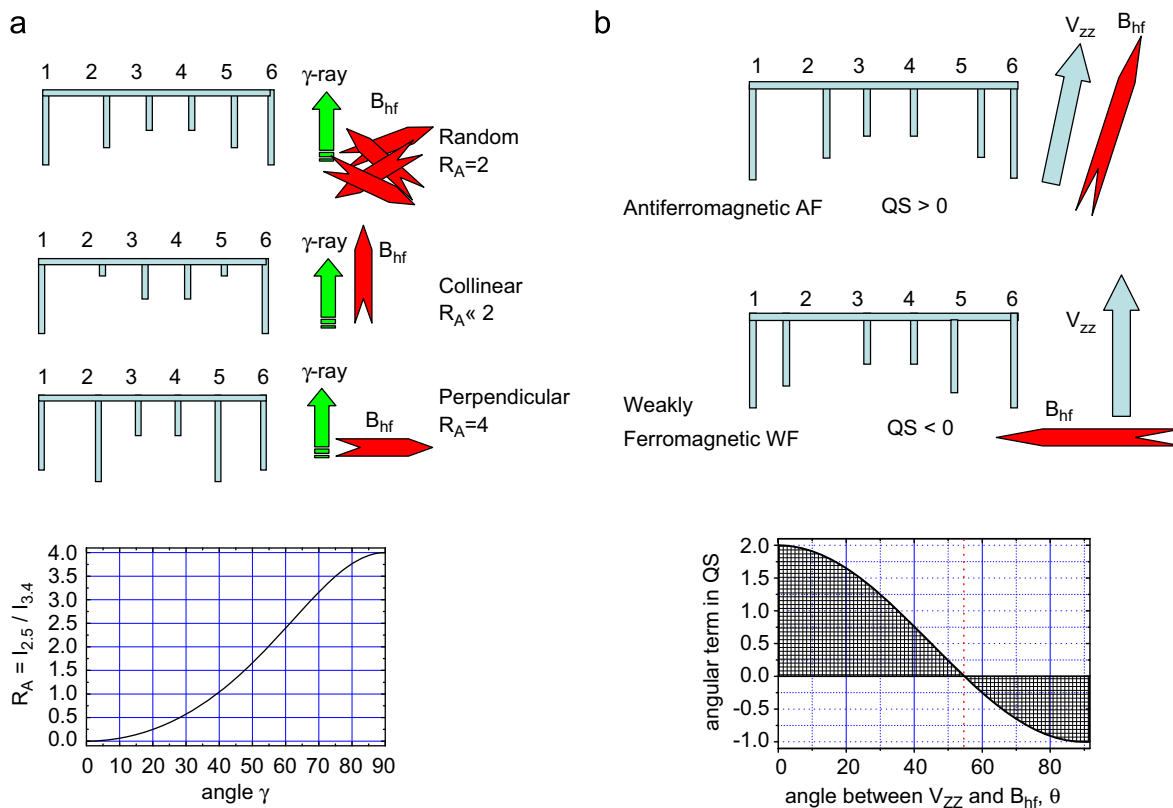 a
1 2 3 4 5 6
γ-ray
B_hf
Random
R_A=2
1 2 3 4 5 6
γ-ray
B_hf
Collinear
R_A« 2
1 2 3 4 5 6
γ-ray
B_hf
Perpendicular
R_A=4
R_A = I_2.5 / I_3.4
4.0
3.5
3.0
2.5
2.0
1.5
1.0
0.5
0.0
0 10 20 30 40 50 60 70 80 90
angle γ
b
1 2 3 4 5 6
V_zz
B_hf
Antiferromagnetic AF
QS > 0
1 2 3 4 5 6
V_zz
B_hf
Weakly
Ferromagnetic WF
QS < 0
angular term in QS
2.0
1.5
1.0
0.5
0.0
-0.5
-1.0
0 20 40 60 80
angle between V_ZZ and B_hf, θ